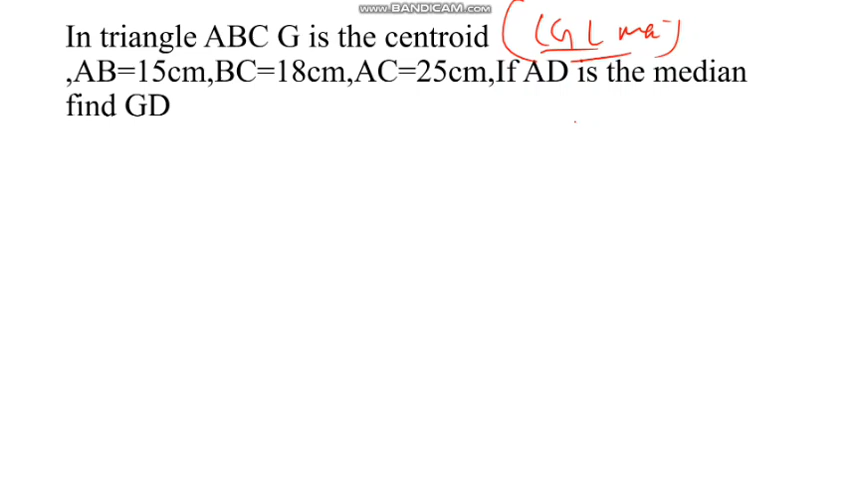 www.BANDICAM.com
In triangle ABC G is the centroid
,AB=15cm,BC=18cm,AC=25cm,If AD is the median
find GD